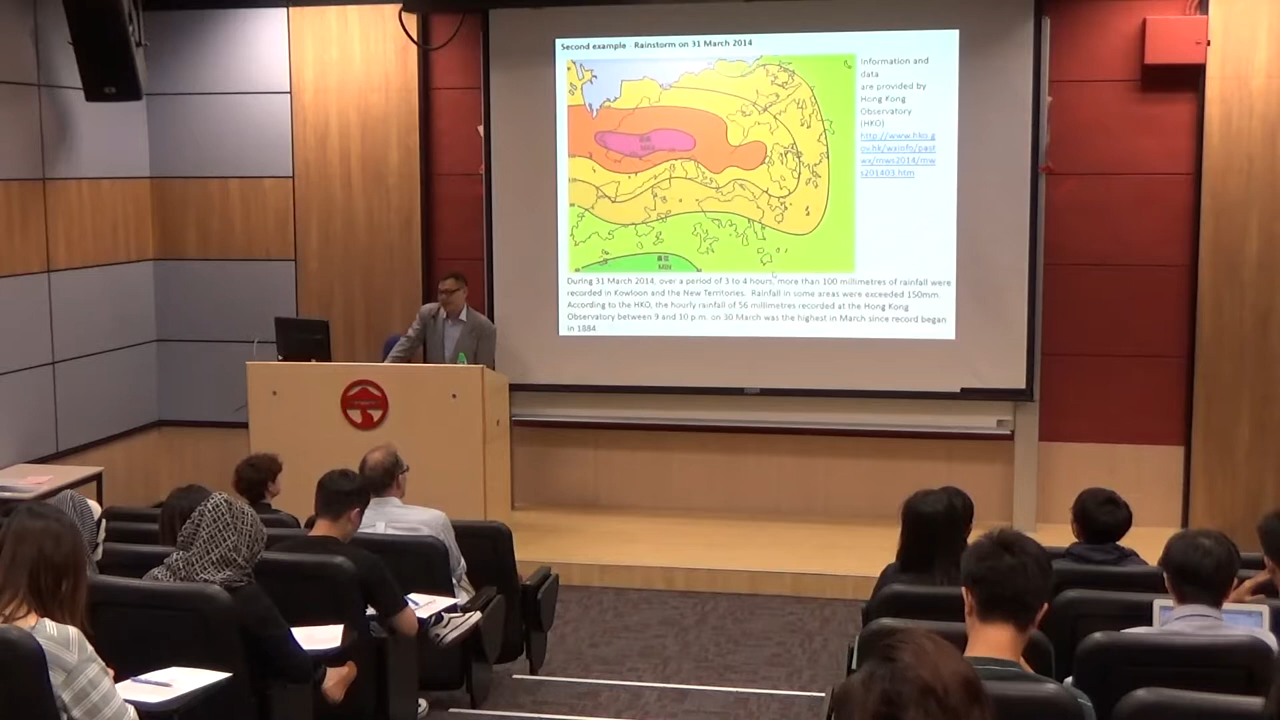 Second example - Rainstorm on 31 March 2014
Information and
data
are provided by
Hong Kong
Observatory
(HKO)
http://www.hko.g
ov.hk/wxinfo/past
wx/mws2014/mw
s201403.htm
During 31 March 2014, over a period of 3 to 4 hours, more than 100 millimetres of rainfall were
recorded in Kowloon and the New Territories. Rainfall in some areas were exceeded 150mm.
According to the HKO, the hourly rainfall of 56 millimetres recorded at the Hong Kong
Observatory between 9 and 10 p.m. on 30 March was the highest in March since record began
in 1884.